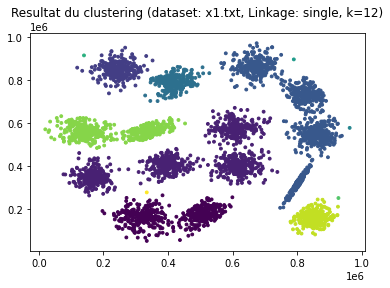 Resultat du clustering (dataset: x1.txt, Linkage: single, k=12)
1e6
1.0
0.8
0.6
0.4
0.2
0.0 0.2 0.4 0.6 0.8 1.0
1e6